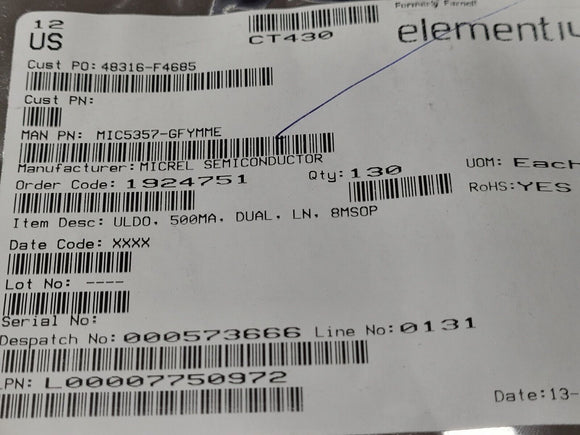 12
US
CT430
Formerly Farnell
element14
Cust PO: 48316-F4685
Cust PN:
MAN PN: MIC5357-GFYMME
Manufacturer: MICREL SEMICONDUCTOR
Order Code: 1924751 Qty: 130 UOM: Each
RoHS: YES
Item Desc: ULDO, 500MA, DUAL, LN, 8MSOP
Date Code: XXXX
Lot No: ----
Serial No:
Despatch No: 000573666 Line No: 0131
LPN: L00007750972
Date: 13-